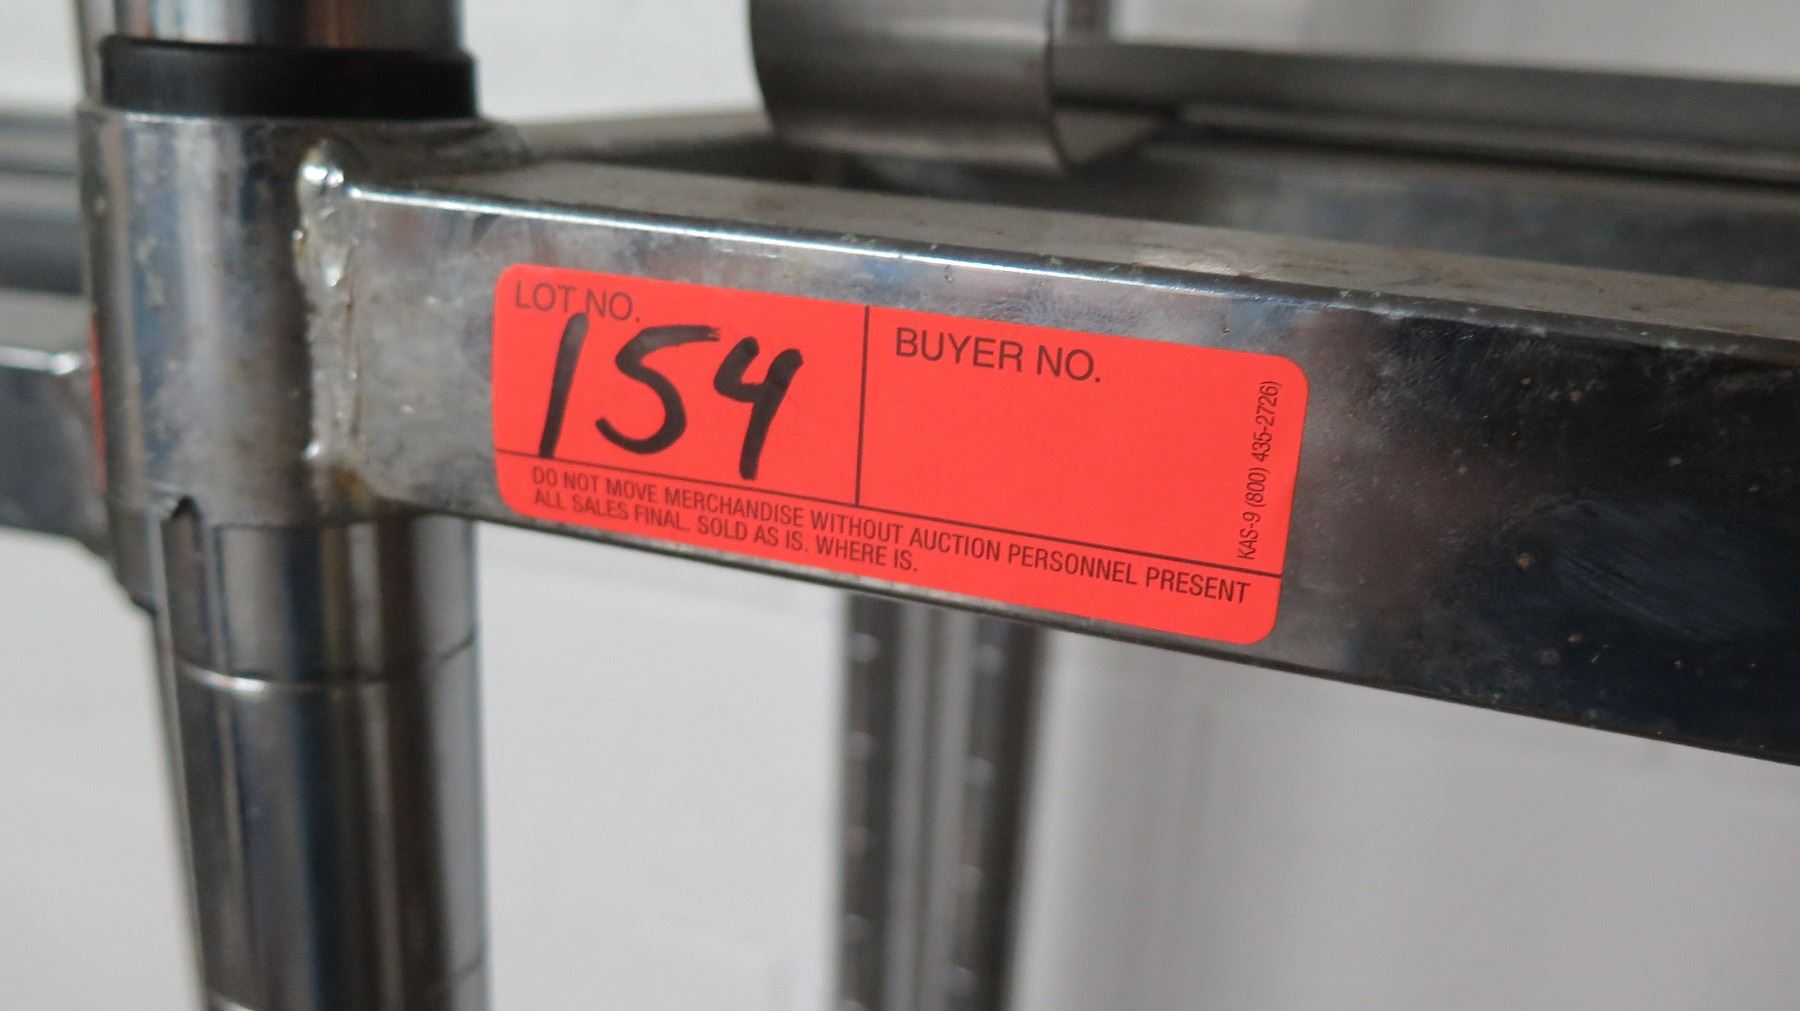 LOT NO.
154
BUYER NO.
DO NOT MOVE MERCHANDISE WITHOUT AUCTION PERSONNEL PRESENT
ALL SALES FINAL. SOLD AS IS. WHERE IS.
KAS-9 (800) 435-2726)